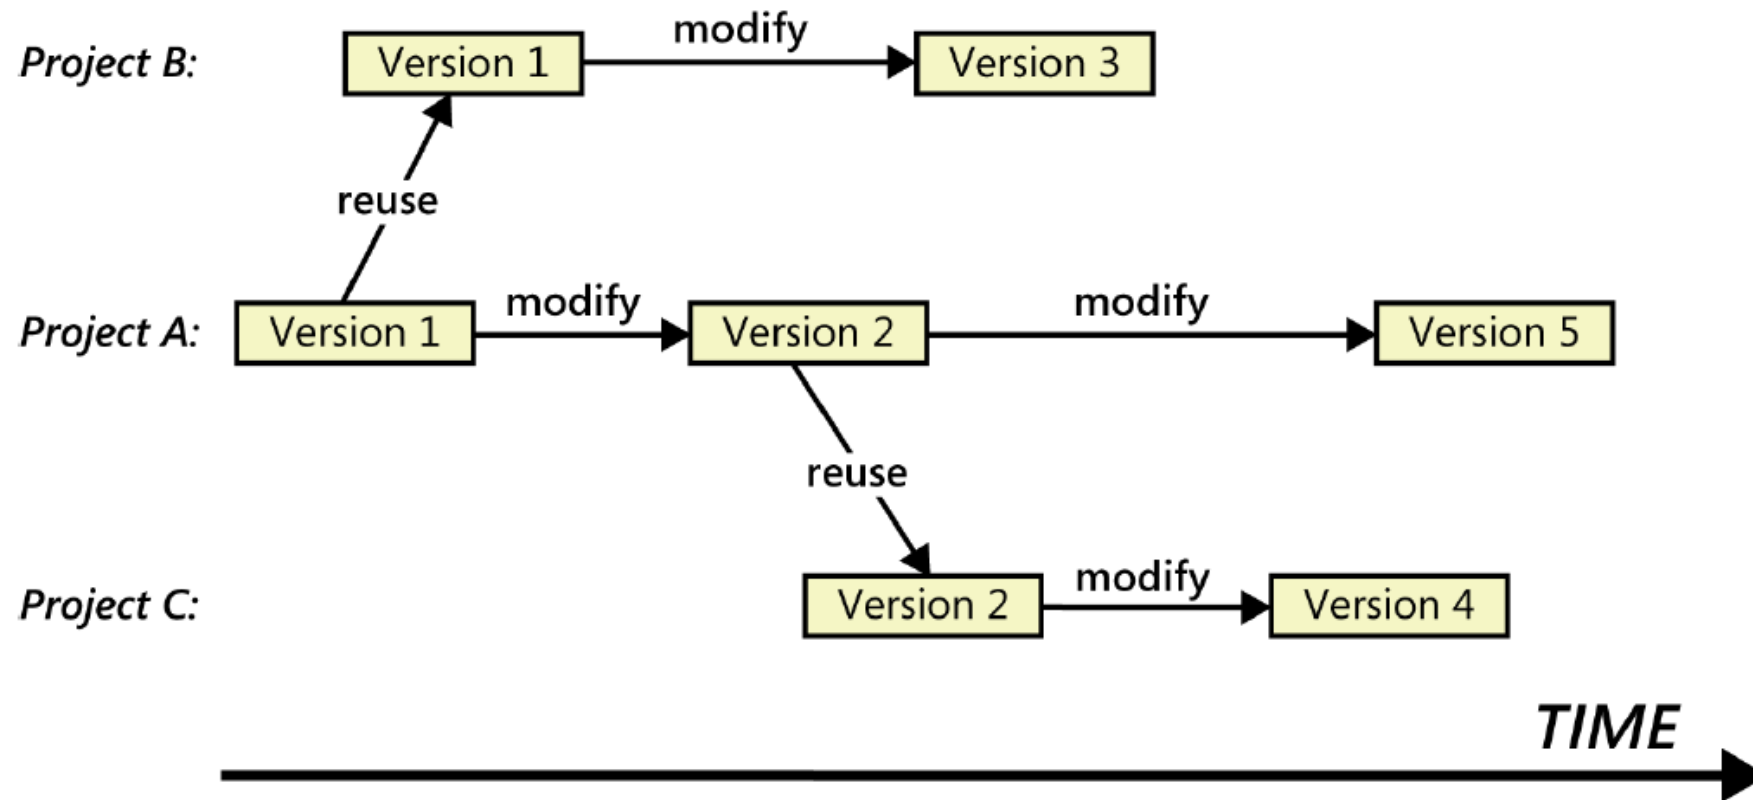 modify
Project B: Version 1 Version 3
reuse
modify modify
Project A: Version 1 Version 2 Version 5
reuse
modify
Project C: Version 2 Version 4
TIME